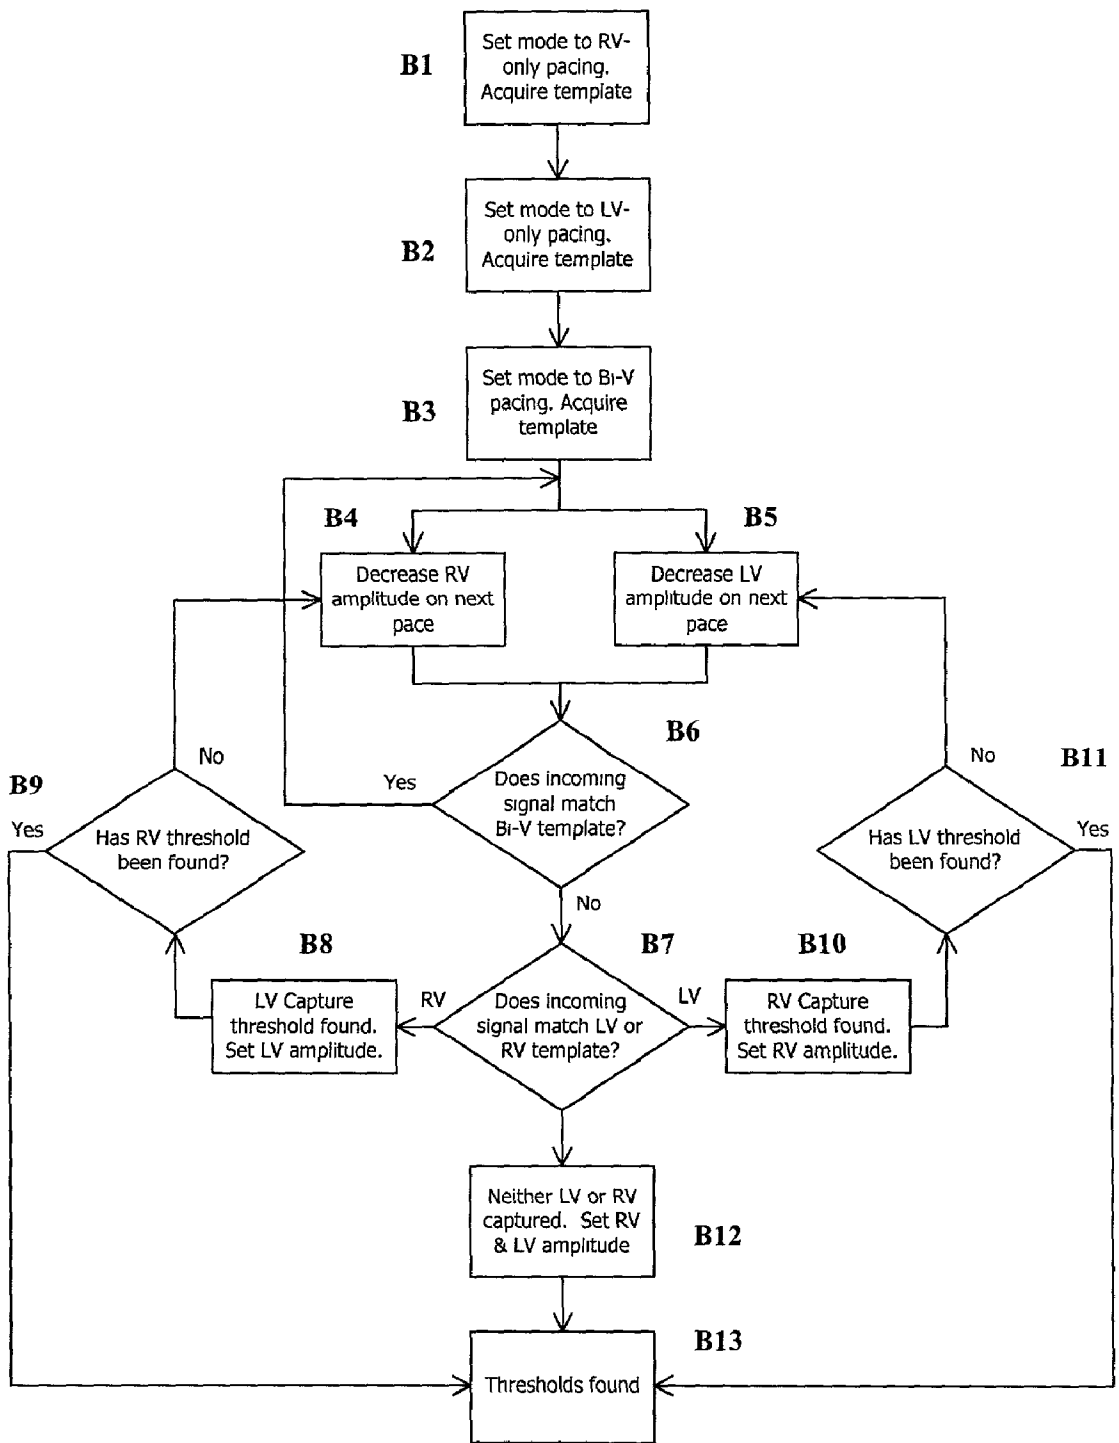 B1
Set mode to RV-
only pacing.
Acquire template
B2
Set mode to LV-
only pacing.
Acquire template
B3
Set mode to Bi-V
pacing. Acquire
template
B4
B5
Decrease RV
amplitude on next
pace
Decrease LV
amplitude on next
pace
B6
Does incoming
signal match
Bi-V template?
Yes
No
B9
No
Yes
Has RV threshold
been found?
B11
No
Yes
Has LV threshold
been found?
B8
LV Capture
threshold found.
Set LV amplitude.
B7
RV
Does incoming
signal match LV or
RV template?
LV
B10
RV Capture
threshold found.
Set RV amplitude.
Neither LV or RV
captured. Set RV
& LV amplitude
B12
B13
Thresholds found